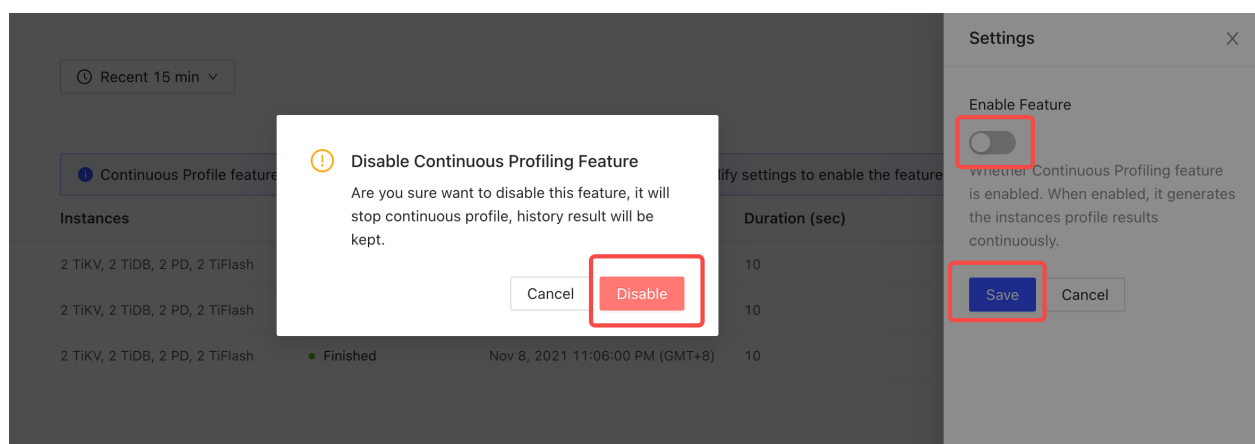 Settings
Recent 15 min
Enable Feature
Disable Continuous Profiling Feature
Are you sure want to disable this feature, it will
stop continuous profile, history result will be
kept.
Cancel
Disable
Continuous Profile feature
settings to enable the feature
Whether Continuous Profiling feature
is enabled. When enabled, it generates
the instances profile results
continuously.
Save
Cancel
Instances
Duration (sec)
2 TiKV, 2 TiDB, 2 PD, 2 TiFlash
10
2 TiKV, 2 TiDB, 2 PD, 2 TiFlash
10
2 TiKV, 2 TiDB, 2 PD, 2 TiFlash
Finished
Nov 8, 2021 11:06:00 PM (GMT+8)
10